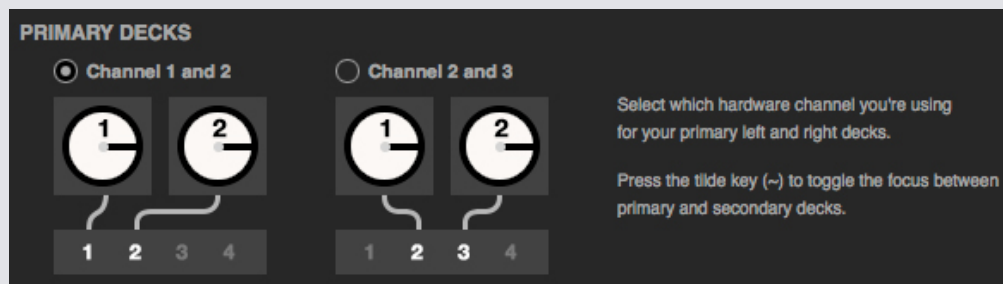 PRIMARY DECKS
Channel 1 and 2
Channel 2 and 3
1 2
1 2
1 2 3 4
1 2 3 4
Select which hardware channel you're using
for your primary left and right decks.
Press the tilde key (~) to toggle the focus between
primary and secondary decks.